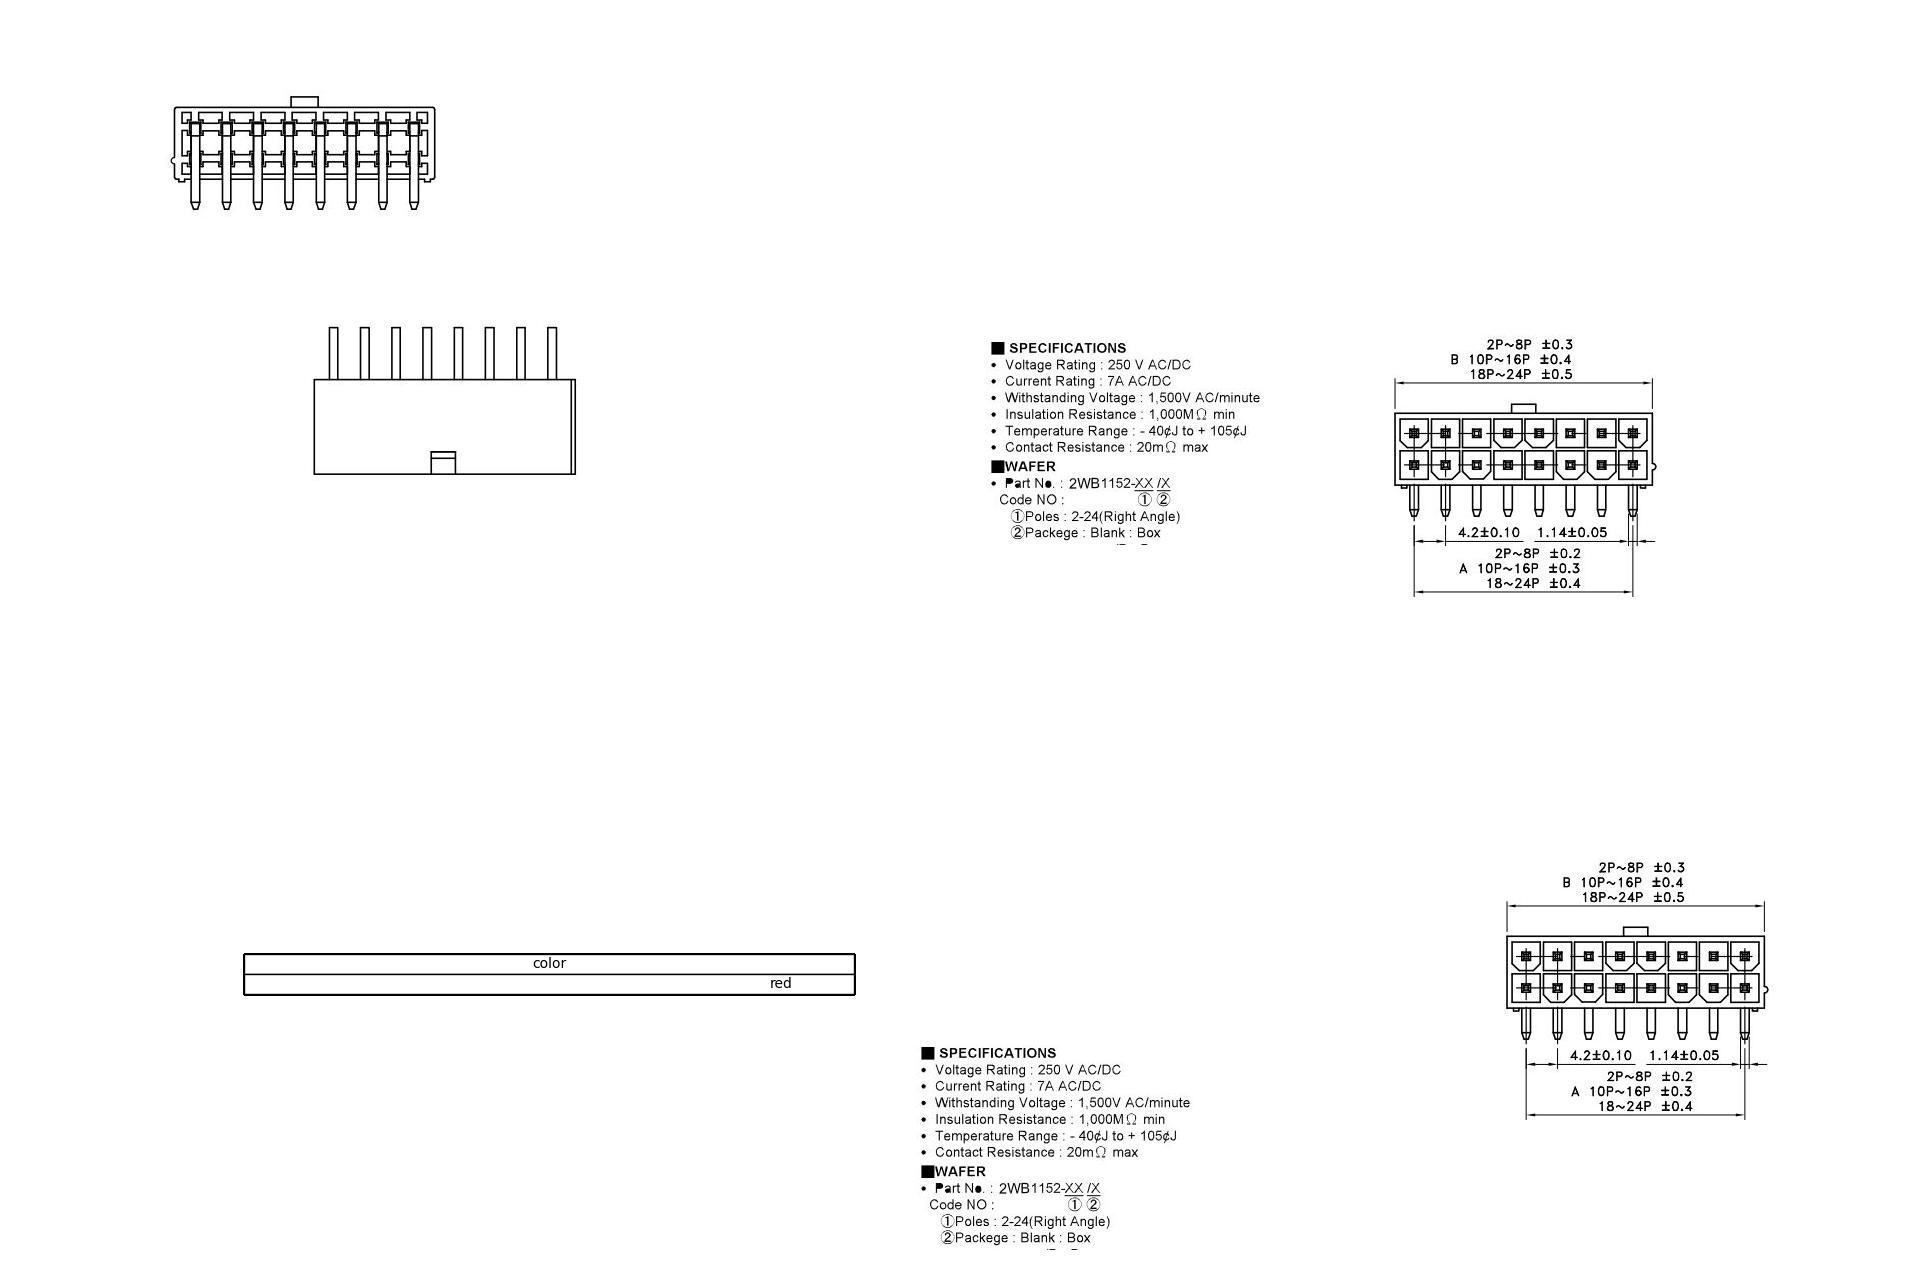 ■ SPECIFICATIONS
• Voltage Rating : 250 V AC/DC
• Current Rating : 7A AC/DC
• Withstanding Voltage : 1,500V AC/minute
• Insulation Resistance : 1,000MΩ min
• Temperature Range : - 40¢J to + 105¢J
• Contact Resistance : 20mΩ max
■WAFER
• Part No. : 2WB1152-XX /X
Code NO : ① ②
①Poles : 2-24(Right Angle)
②Packege : Blank : Box
2P~8P ±0.3
B 10P~16P ±0.4
18P~24P ±0.5
4.2±0.10 1.14±0.05
2P~8P ±0.2
A 10P~16P ±0.3
18~24P ±0.4
color
red
2P~8P ±0.3
B 10P~16P ±0.4
18P~24P ±0.5
4.2±0.10 1.14±0.05
2P~8P ±0.2
A 10P~16P ±0.3
18~24P ±0.4
■ SPECIFICATIONS
• Voltage Rating : 250 V AC/DC
• Current Rating : 7A AC/DC
• Withstanding Voltage : 1,500V AC/minute
• Insulation Resistance : 1,000MΩ min
• Temperature Range : - 40¢J to + 105¢J
• Contact Resistance : 20mΩ max
■WAFER
• Part No. : 2WB1152-XX /X
Code NO : ① ②
①Poles : 2-24(Right Angle)
②Packege : Blank : Box